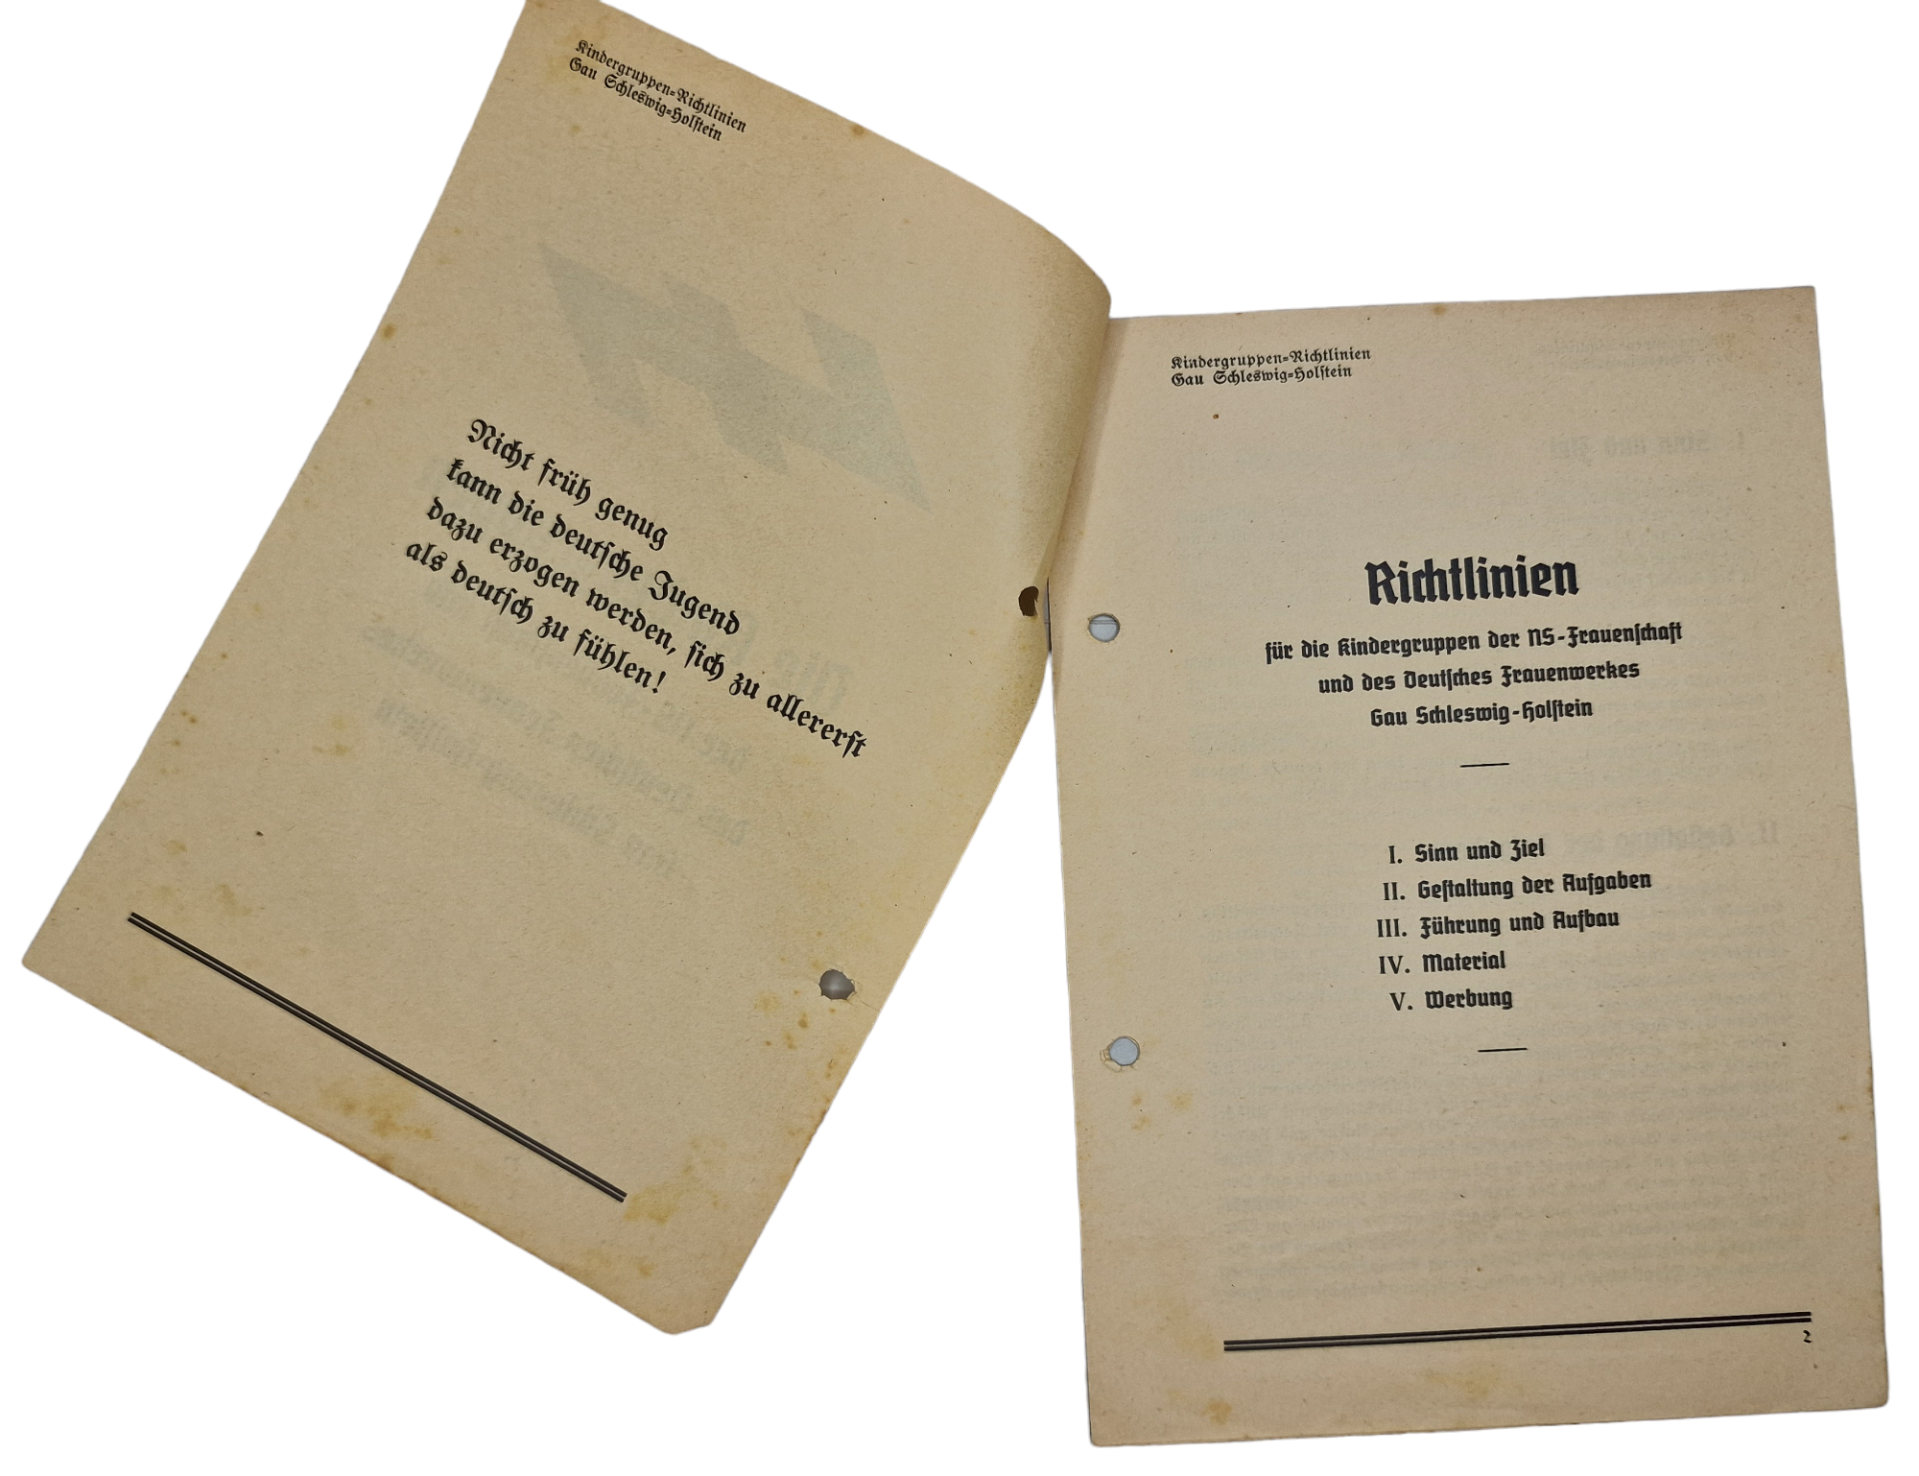 Kindergruppen=Richtlinien
Gau Schleswig=Holstein
Nicht früh genug
kann die deutsche Jugend
dazu erzogen werden, sich zu allererst
als deutsch zu fühlen!
Kindergruppen=Richtlinien
Gau Schleswig=Holstein
Richtlinien
für die Kindergruppen der NS-Frauenschaft
und des Deutsches Frauenwerkes
Gau Schleswig-Holstein
I. Sinn und Ziel
II. Gestaltung der Aufgaben
III. Führung und Aufbau
IV. Material
V. Werbung
2